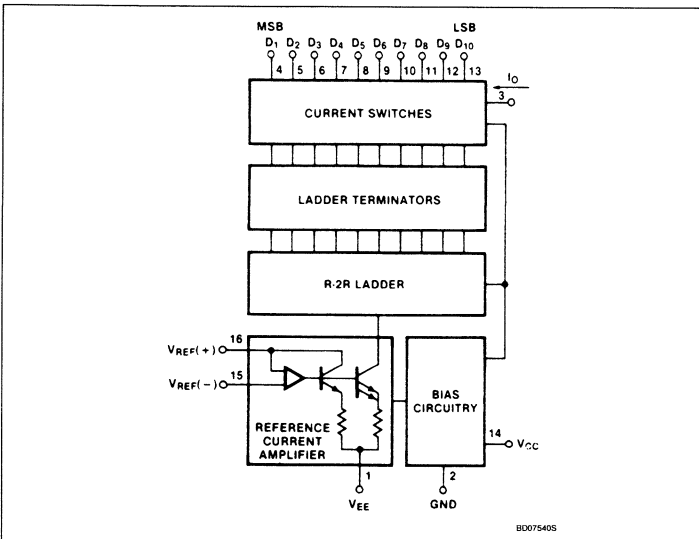 MSB LSB
D1 D2 D3 D4 D5 D6 D7 D8 D9 D10
4 5 6 7 8 9 10 11 12 13
IO
3
CURRENT SWITCHES
LADDER TERMINATORS
R-2R LADDER
VREF(+) 16
VREF(-) 15
REFERENCE
CURRENT
AMPLIFIER
BIAS
CIRCUITRY
14
VCC
1
VEE
2
GND
BD07540S